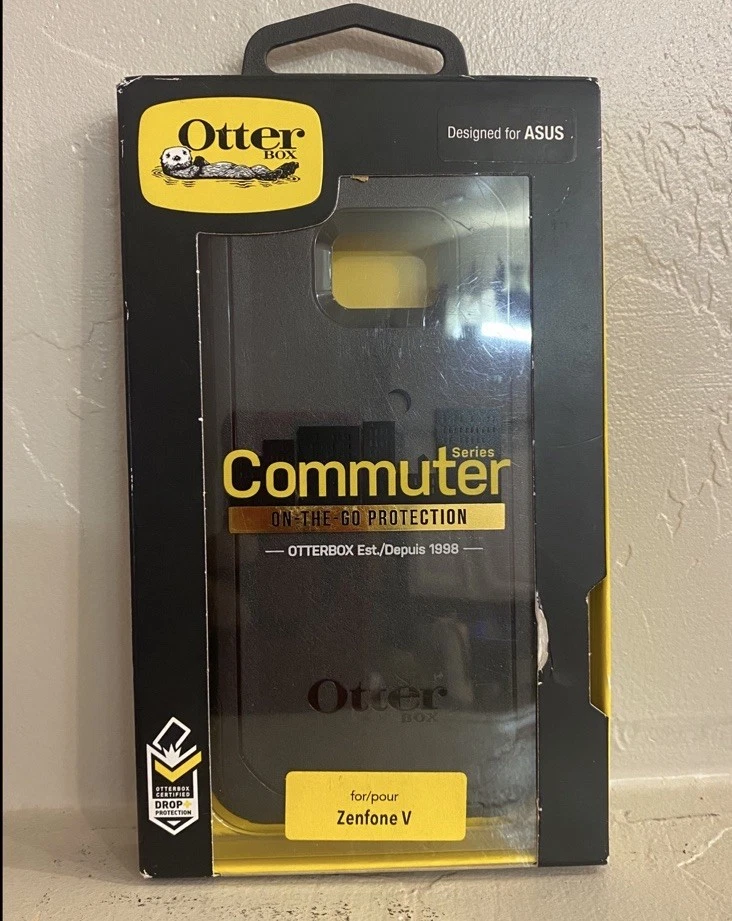 Otter
BOX
Designed for ASUS
Series
Commuter
ON-THE-GO PROTECTION
— OTTERBOX Est./Depuis 1998 —
Otter
BOX
OTTERBOX
CERTIFIED
DROP+
PROTECTION
for/pour
Zenfone V